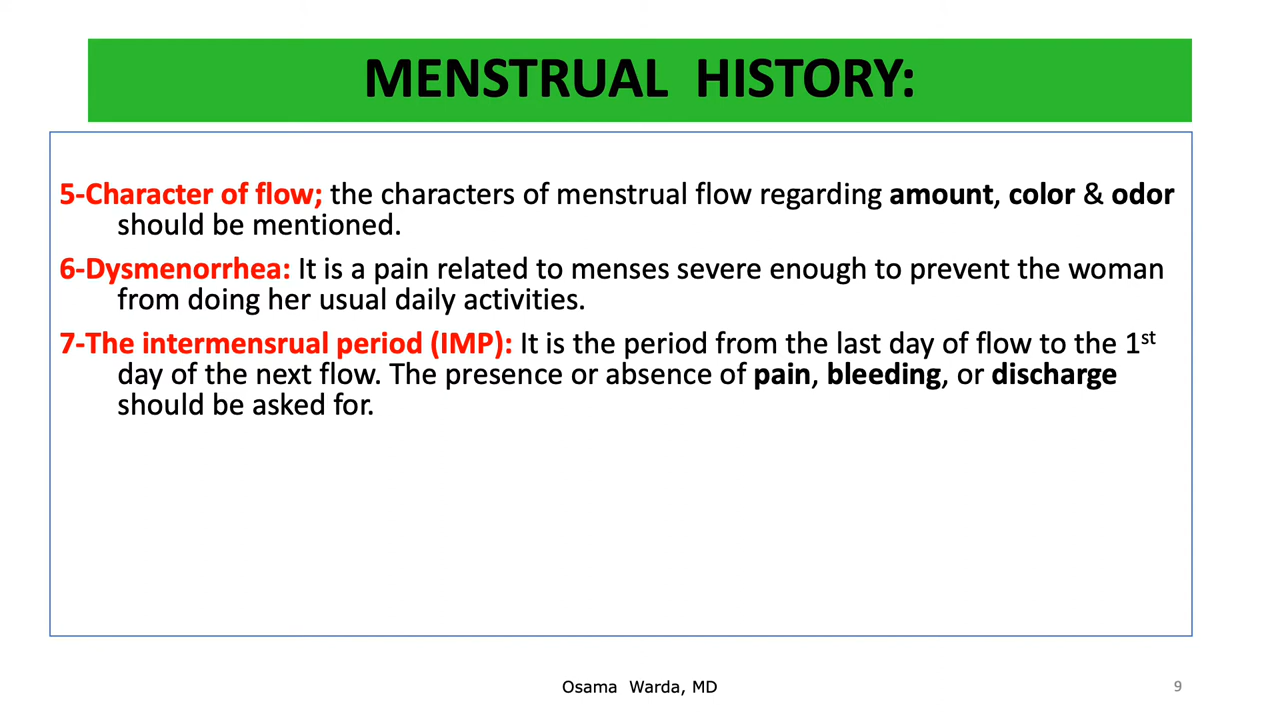 MENSTRUAL HISTORY:
5-Character of flow; the characters of menstrual flow regarding amount, color & odor
should be mentioned.
6-Dysmenorrhea: It is a pain related to menses severe enough to prevent the woman
from doing her usual daily activities.
7-The intermensrual period (IMP): It is the period from the last day of flow to the 1st
day of the next flow. The presence or absence of pain, bleeding, or discharge
should be asked for.
Osama Warda, MD
9